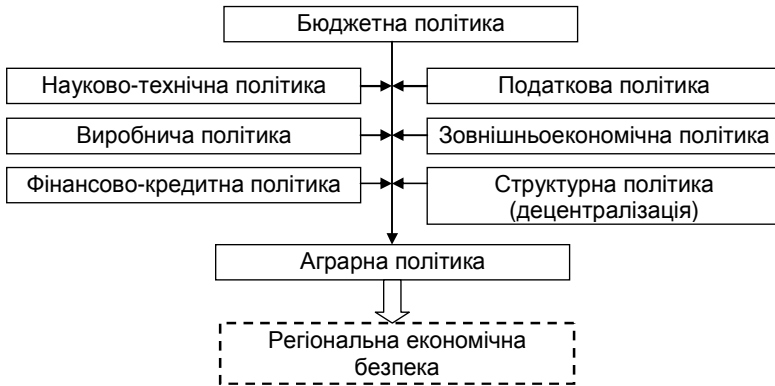 Бюджетна політика
Науково-технічна політика
Податкова політика
Виробнича політика
Зовнішньоекономічна політика
Фінансово-кредитна політика
Структурна політика
(децентралізація)
Аграрна політика
Регіональна економічна
безпека